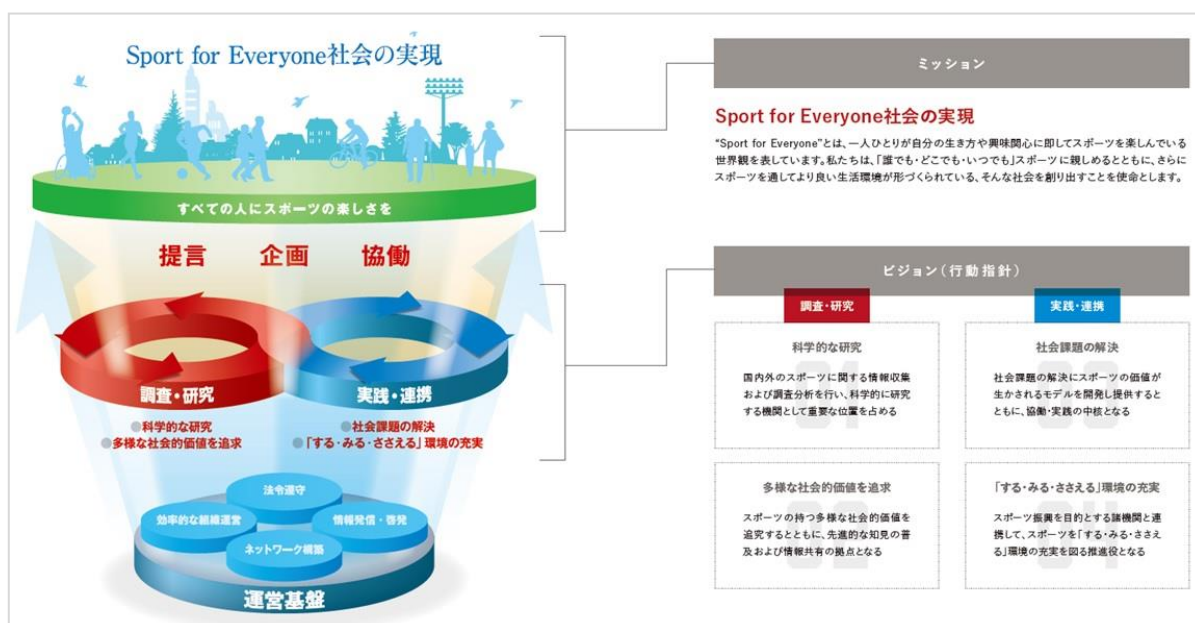 Sport for Everyone社会の実現
すべての人にスポーツの楽しさを
提言 企画 協働
調査・研究
実践・連携
科学的な研究
多様な社会的価値を追求
社会課題の解決
「する・みる・ささえる」環境の充実
法令遵守
効率的な組織運営
情報発信・啓発
ネットワーク構築
運営基盤
ミッション
Sport for Everyone社会の実現
“Sport for Everyone”とは、一人ひとりが自分の生き方や興味関心に即してスポーツを楽しんでいる
世界観を表しています。私たちは、「誰でも・どこでも・いつでも」スポーツに親しめるとともに、さらに
スポーツを通してより良い生活環境が形づくられている、そんな社会を創り出すことを使命とします。
ビジョン(行動指針)
調査・研究
01
科学的な研究
国内外のスポーツに関する情報収集
および調査分析を行い、科学的に研究
する機関として重要な位置を占める
02
多様な社会的価値を追求
スポーツの持つ多様な社会的価値を
追究するとともに、先進的な知見の普
及および情報共有の拠点となる
実践・連携
03
社会課題の解決
社会課題の解決にスポーツの価値が
生かされるモデルを開発し提供すると
ともに、協働・実践の中核となる
04
「する・みる・ささえる」環境の充実
スポーツ振興を目的とする諸機関と連
携して、スポーツを「する・みる・ささえ
る」環境の充実を図る推進役となる